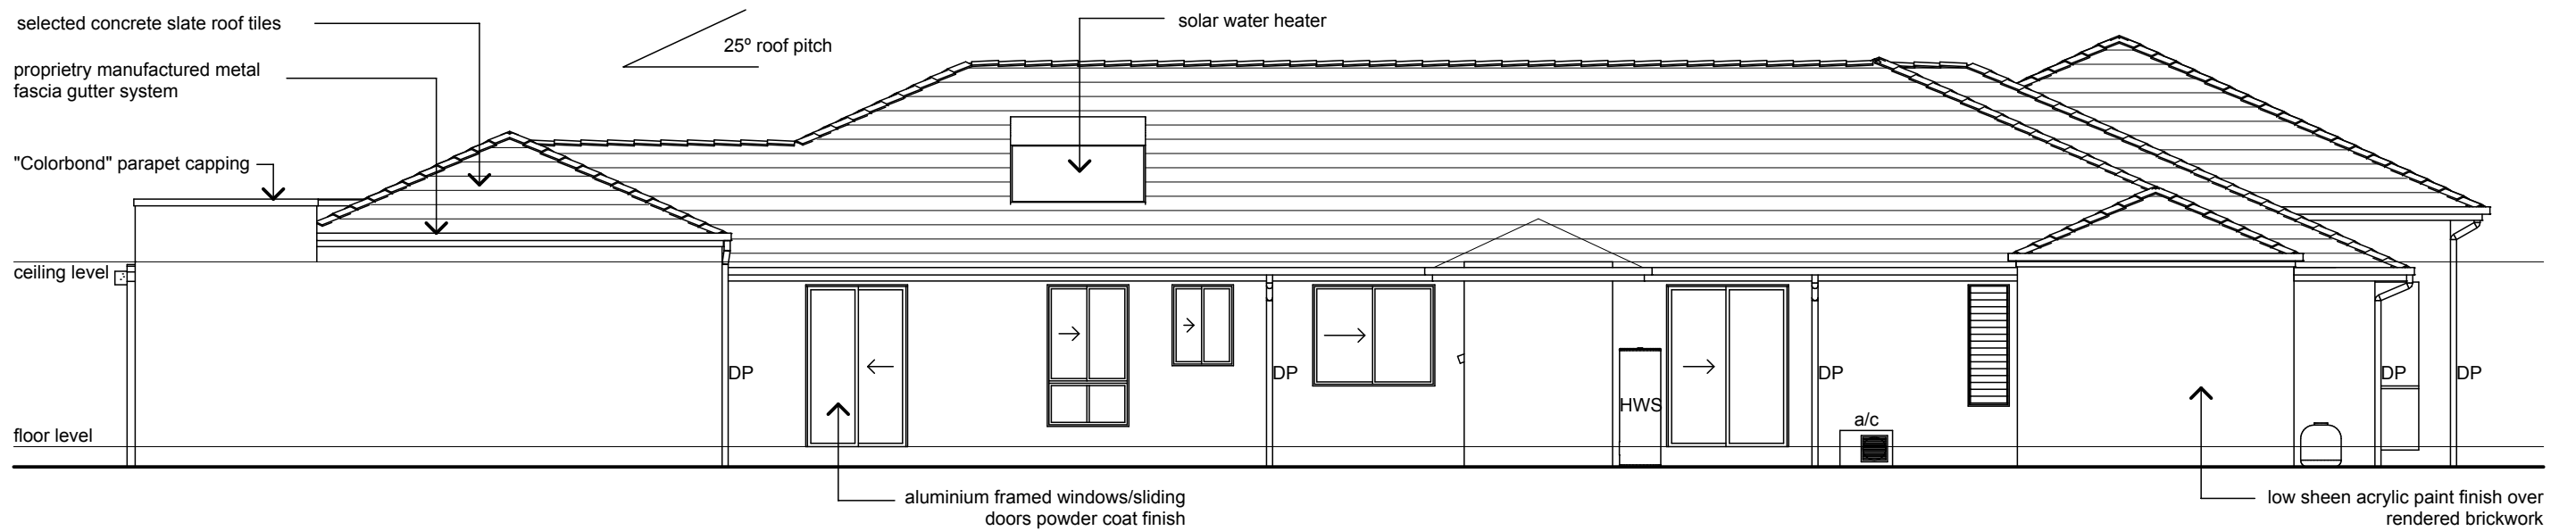 selected concrete slate roof tiles
25º roof pitch
solar water heater
proprietry manufactured metal
fascia gutter system
"Colorbond" parapet capping
ceiling level
DP
DP
DP
DP
DP
HWS
a/c
floor level
aluminium framed windows/sliding
doors powder coat finish
low sheen acrylic paint finish over
rendered brickwork